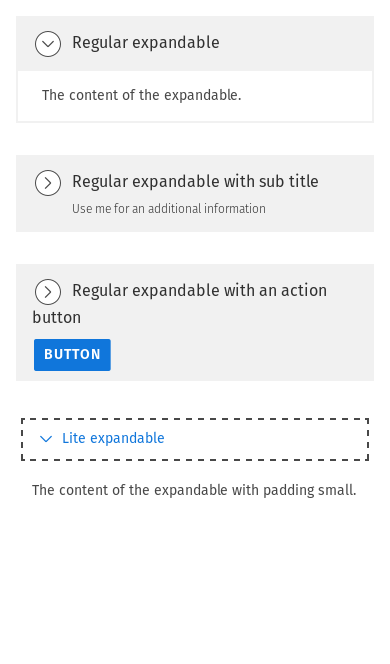 Regular expandable
The content of the expandable.
Regular expandable with sub title
Use me for an additional information
Regular expandable with an action
button
BUTTON
Lite expandable
The content of the expandable with padding small.